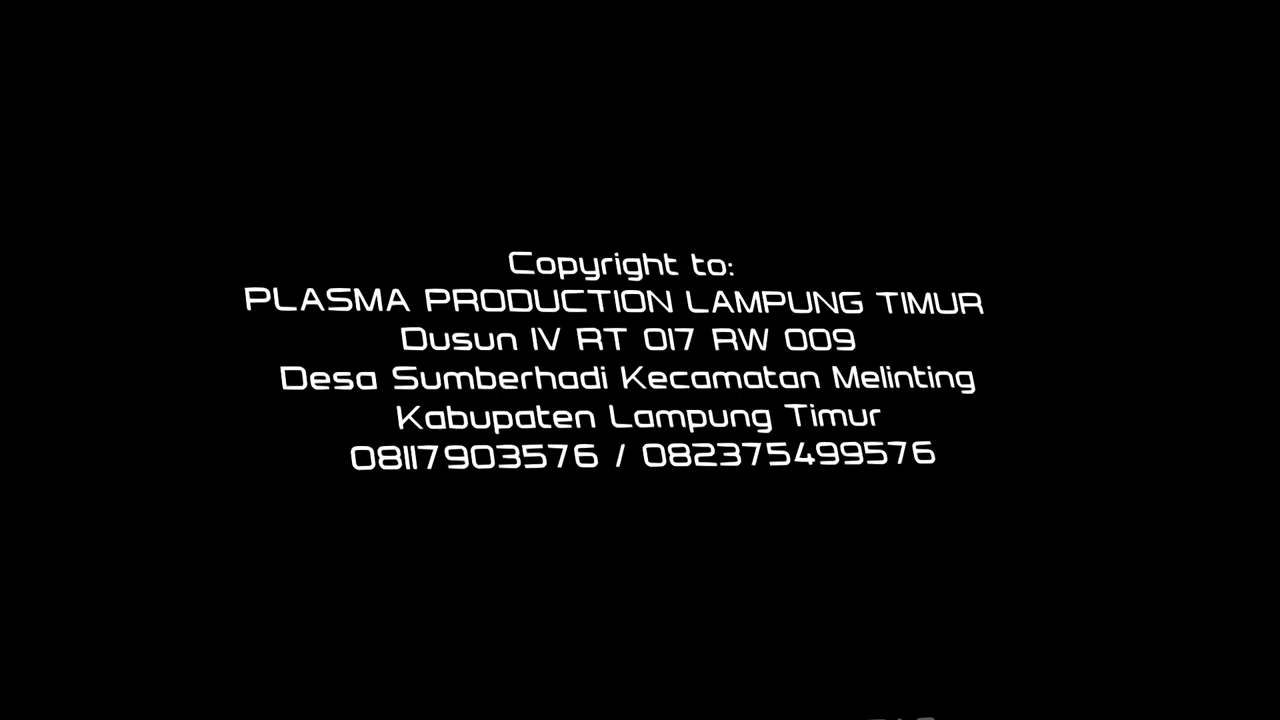 Copyright to:
PLASMA PRODUCTION LAMPUNG TIMUR
Dusun IV RT 017 RW 009
Desa Sumberhadi Kecamatan Melinting
Kabupaten Lampung Timur
08117903576 / 082375499576